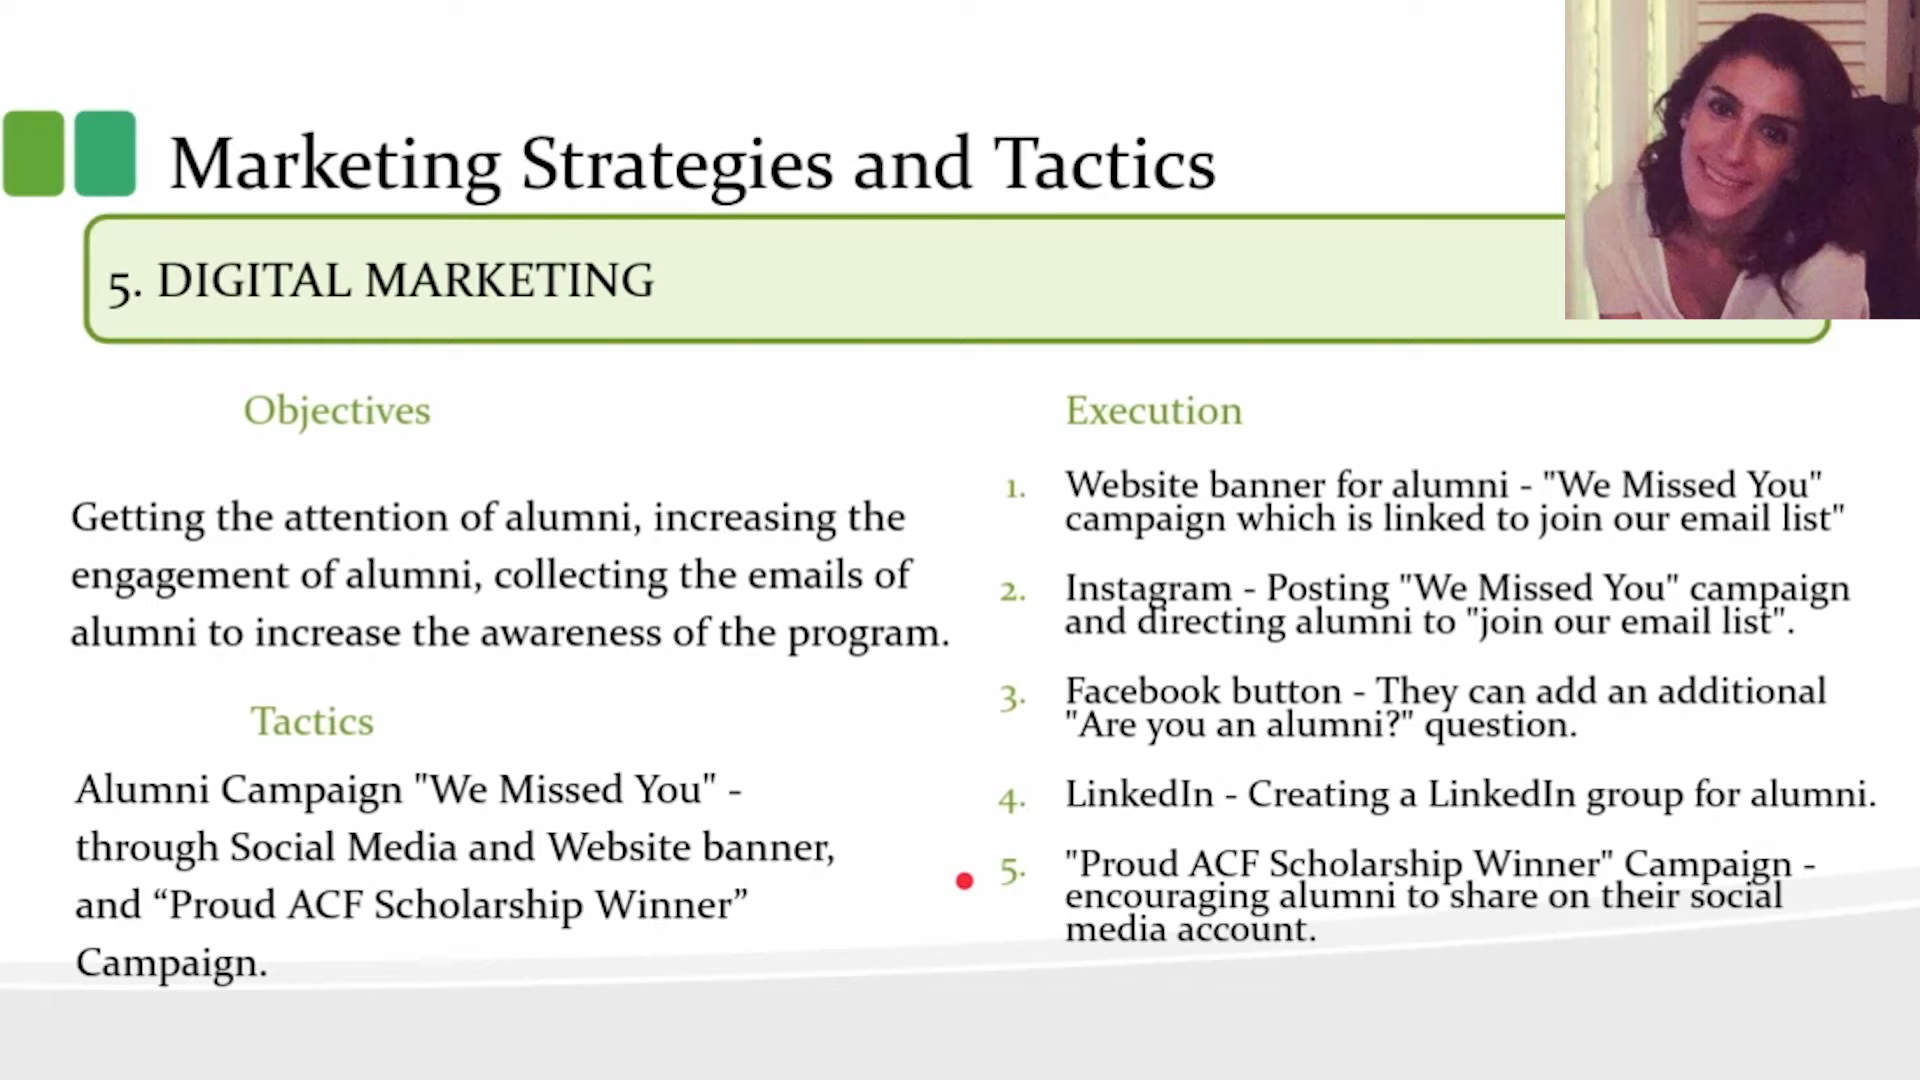 Marketing Strategies and Tactics
5. DIGITAL MARKETING
Objectives
Getting the attention of alumni, increasing the
engagement of alumni, collecting the emails of
alumni to increase the awareness of the program.
Tactics
Alumni Campaign "We Missed You" -
through Social Media and Website banner,
and “Proud ACF Scholarship Winner”
Campaign.
Execution
1. Website banner for alumni - "We Missed You"
campaign which is linked to join our email list"
2. Instagram - Posting "We Missed You" campaign
and directing alumni to "join our email list".
3. Facebook button - They can add an additional
"Are you an alumni?" question.
4. LinkedIn - Creating a LinkedIn group for alumni.
5. "Proud ACF Scholarship Winner" Campaign -
encouraging alumni to share on their social
media account.